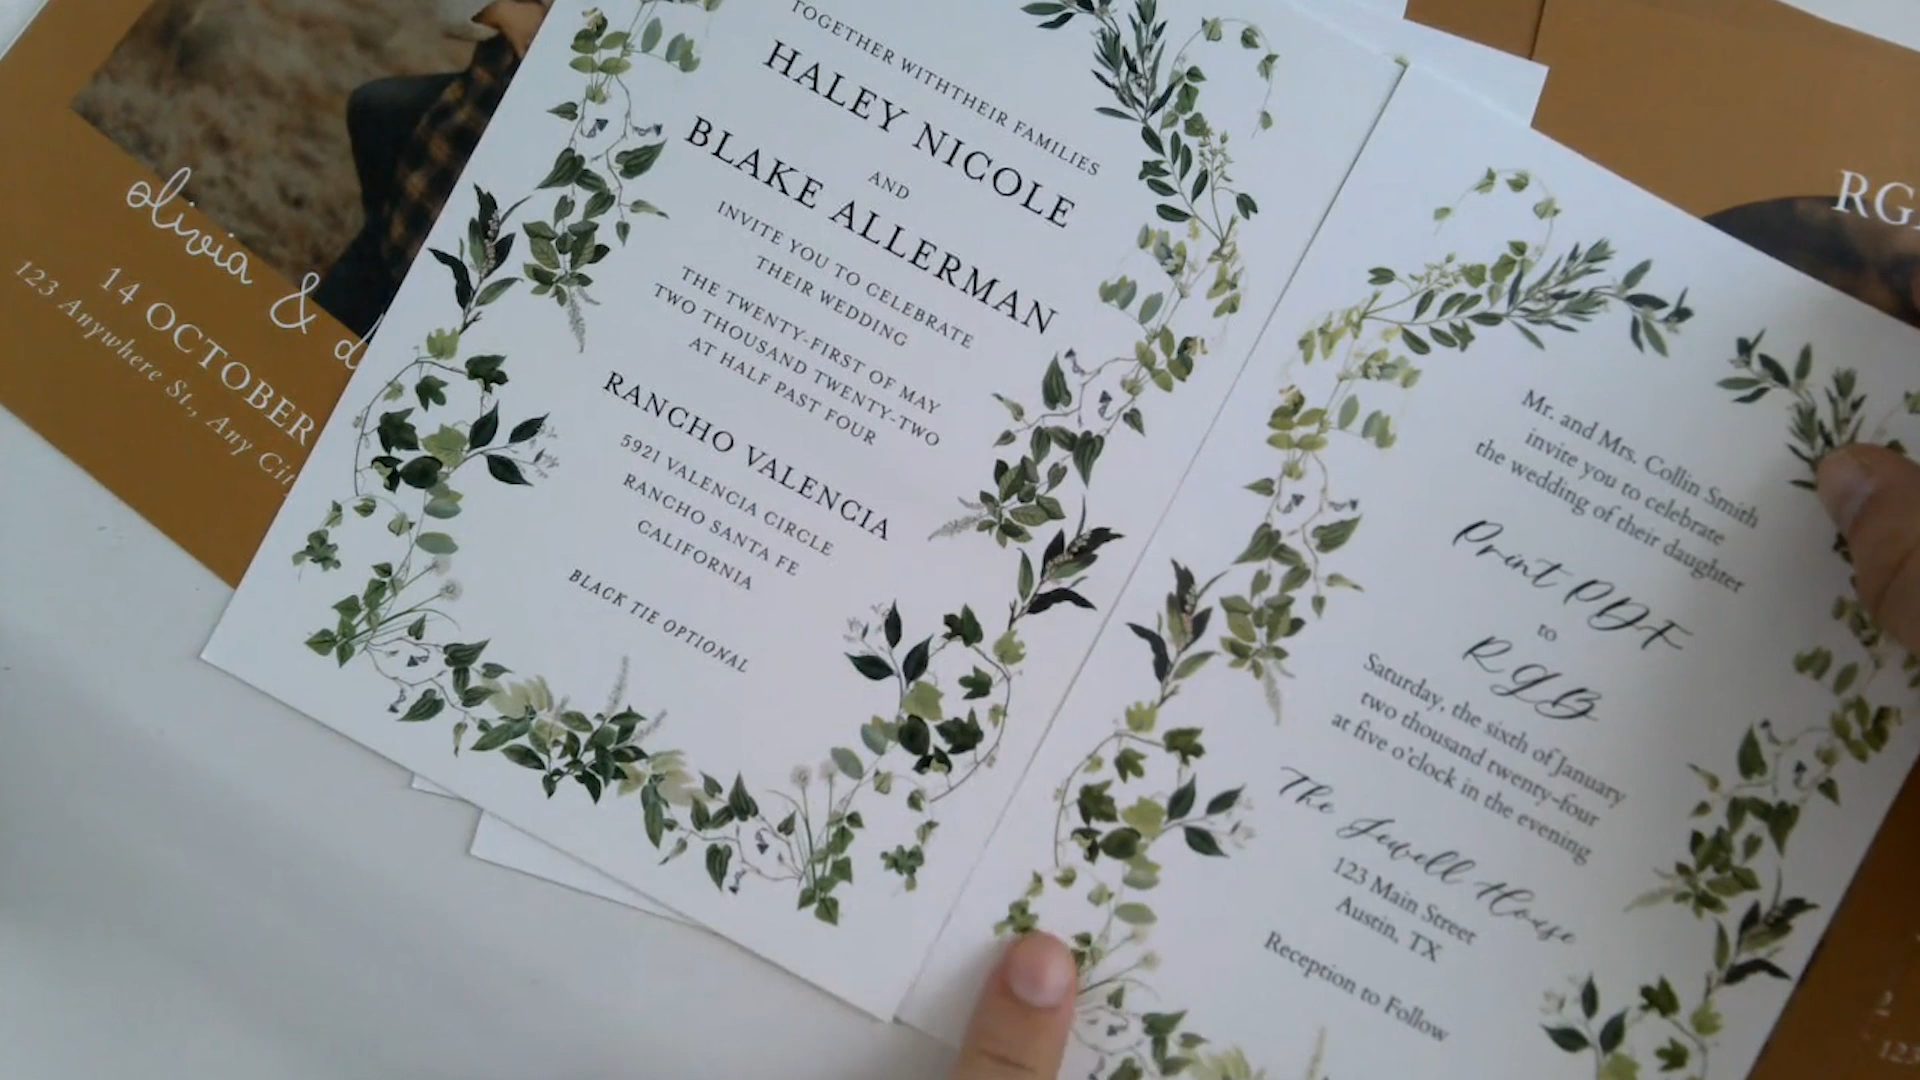 olivia &
14 OCTOBER
123 Anywhere St., Any
TOGETHER WITHTHEIR FAMILIES
HALEY NICOLE
AND
BLAKE ALLERMAN
INVITE YOU TO CELEBRATE
THEIR WEDDING
THE TWENTY-FIRST OF MAY
TWO THOUSAND TWENTY-TWO
AT HALF PAST FOUR
RANCHO VALENCIA
5921 VALENCIA CIRCLE
RANCHO SANTA FE
CALIFORNIA
BLACK TIE OPTIONAL
Mr. and Mrs. Collin Smith
invite you to celebrate
the wedding of their daughter
Print PDF
to
RGB
Saturday, the sixth of January
two thousand twenty-four
at five o'clock in the evening
The Jewell House
123 Main Street
Austin, TX
Reception to Follow